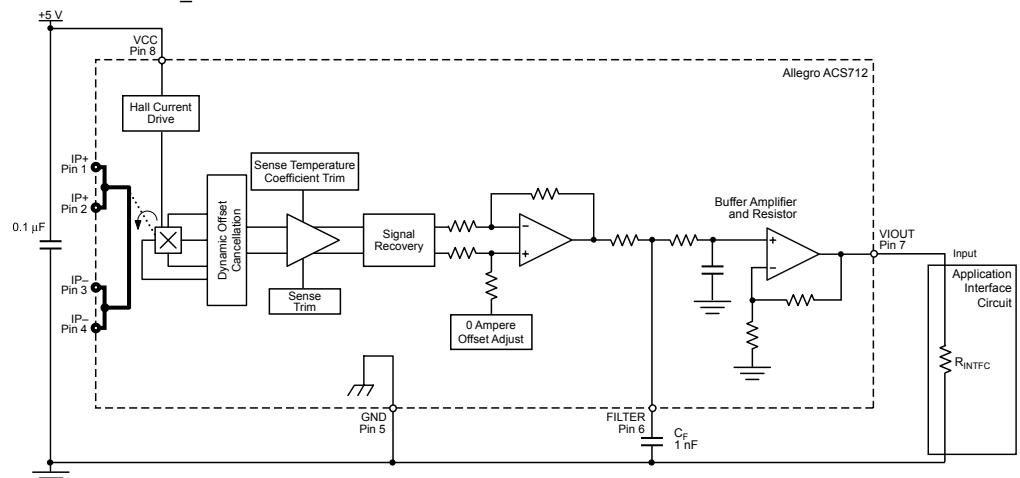 +5 V
VCC
Pin 8
Allegro ACS712
Hall Current
Drive
IP+
Pin 1
IP+
Pin 2
IP–
Pin 3
IP–
Pin 4
0.1 μF
Dynamic Offset
Cancellation
Sense Temperature
Coefficient Trim
Sense
Trim
Signal
Recovery
0 Ampere
Offset Adjust
Buffer Amplifier
and Resistor
VIOUT
Pin 7
Input
Application
Interface
Circuit
RINTFC
GND
Pin 5
FILTER
Pin 6
CF
1 nF